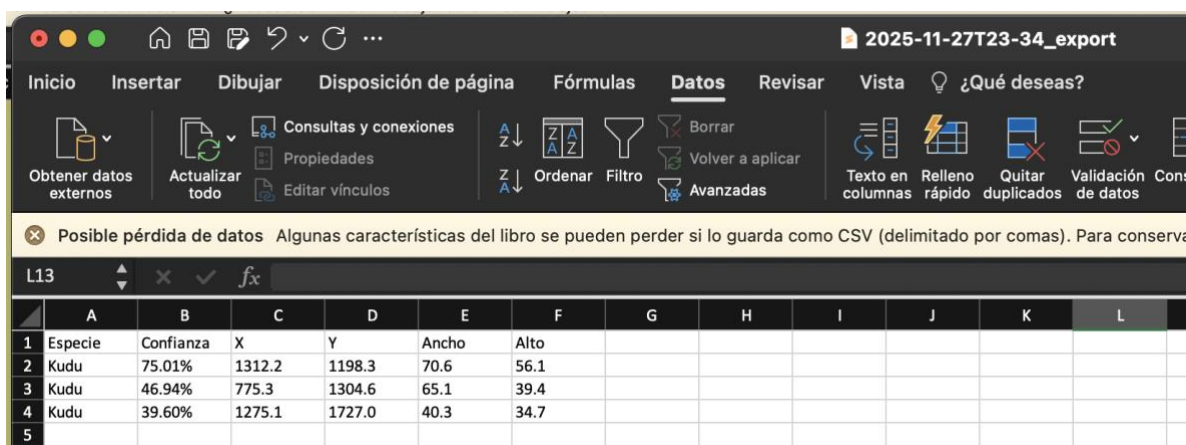 2025-11-27T23-34_export
Inicio Insertar Dibujar Disposición de página Fórmulas Datos Revisar Vista ¿Qué deseas?
Obtener datos externos
Actualizar todo
Consultas y conexiones
Propiedades
Editar vínculos
Ordenar
Filtro
Borrar
Volver a aplicar
Avanzadas
Texto en columnas
Relleno rápido
Quitar duplicados
Validación de datos
Cons
Posible pérdida de datos Algunas características del libro se pueden perder si lo guarda como CSV (delimitado por comas). Para conserva
L13 fx
A B C D E F G H I J K L
1 Especie Confianza X Y Ancho Alto
2 Kudu 75.01% 1312.2 1198.3 70.6 56.1
3 Kudu 46.94% 775.3 1304.6 65.1 39.4
4 Kudu 39.60% 1275.1 1727.0 40.3 34.7
5